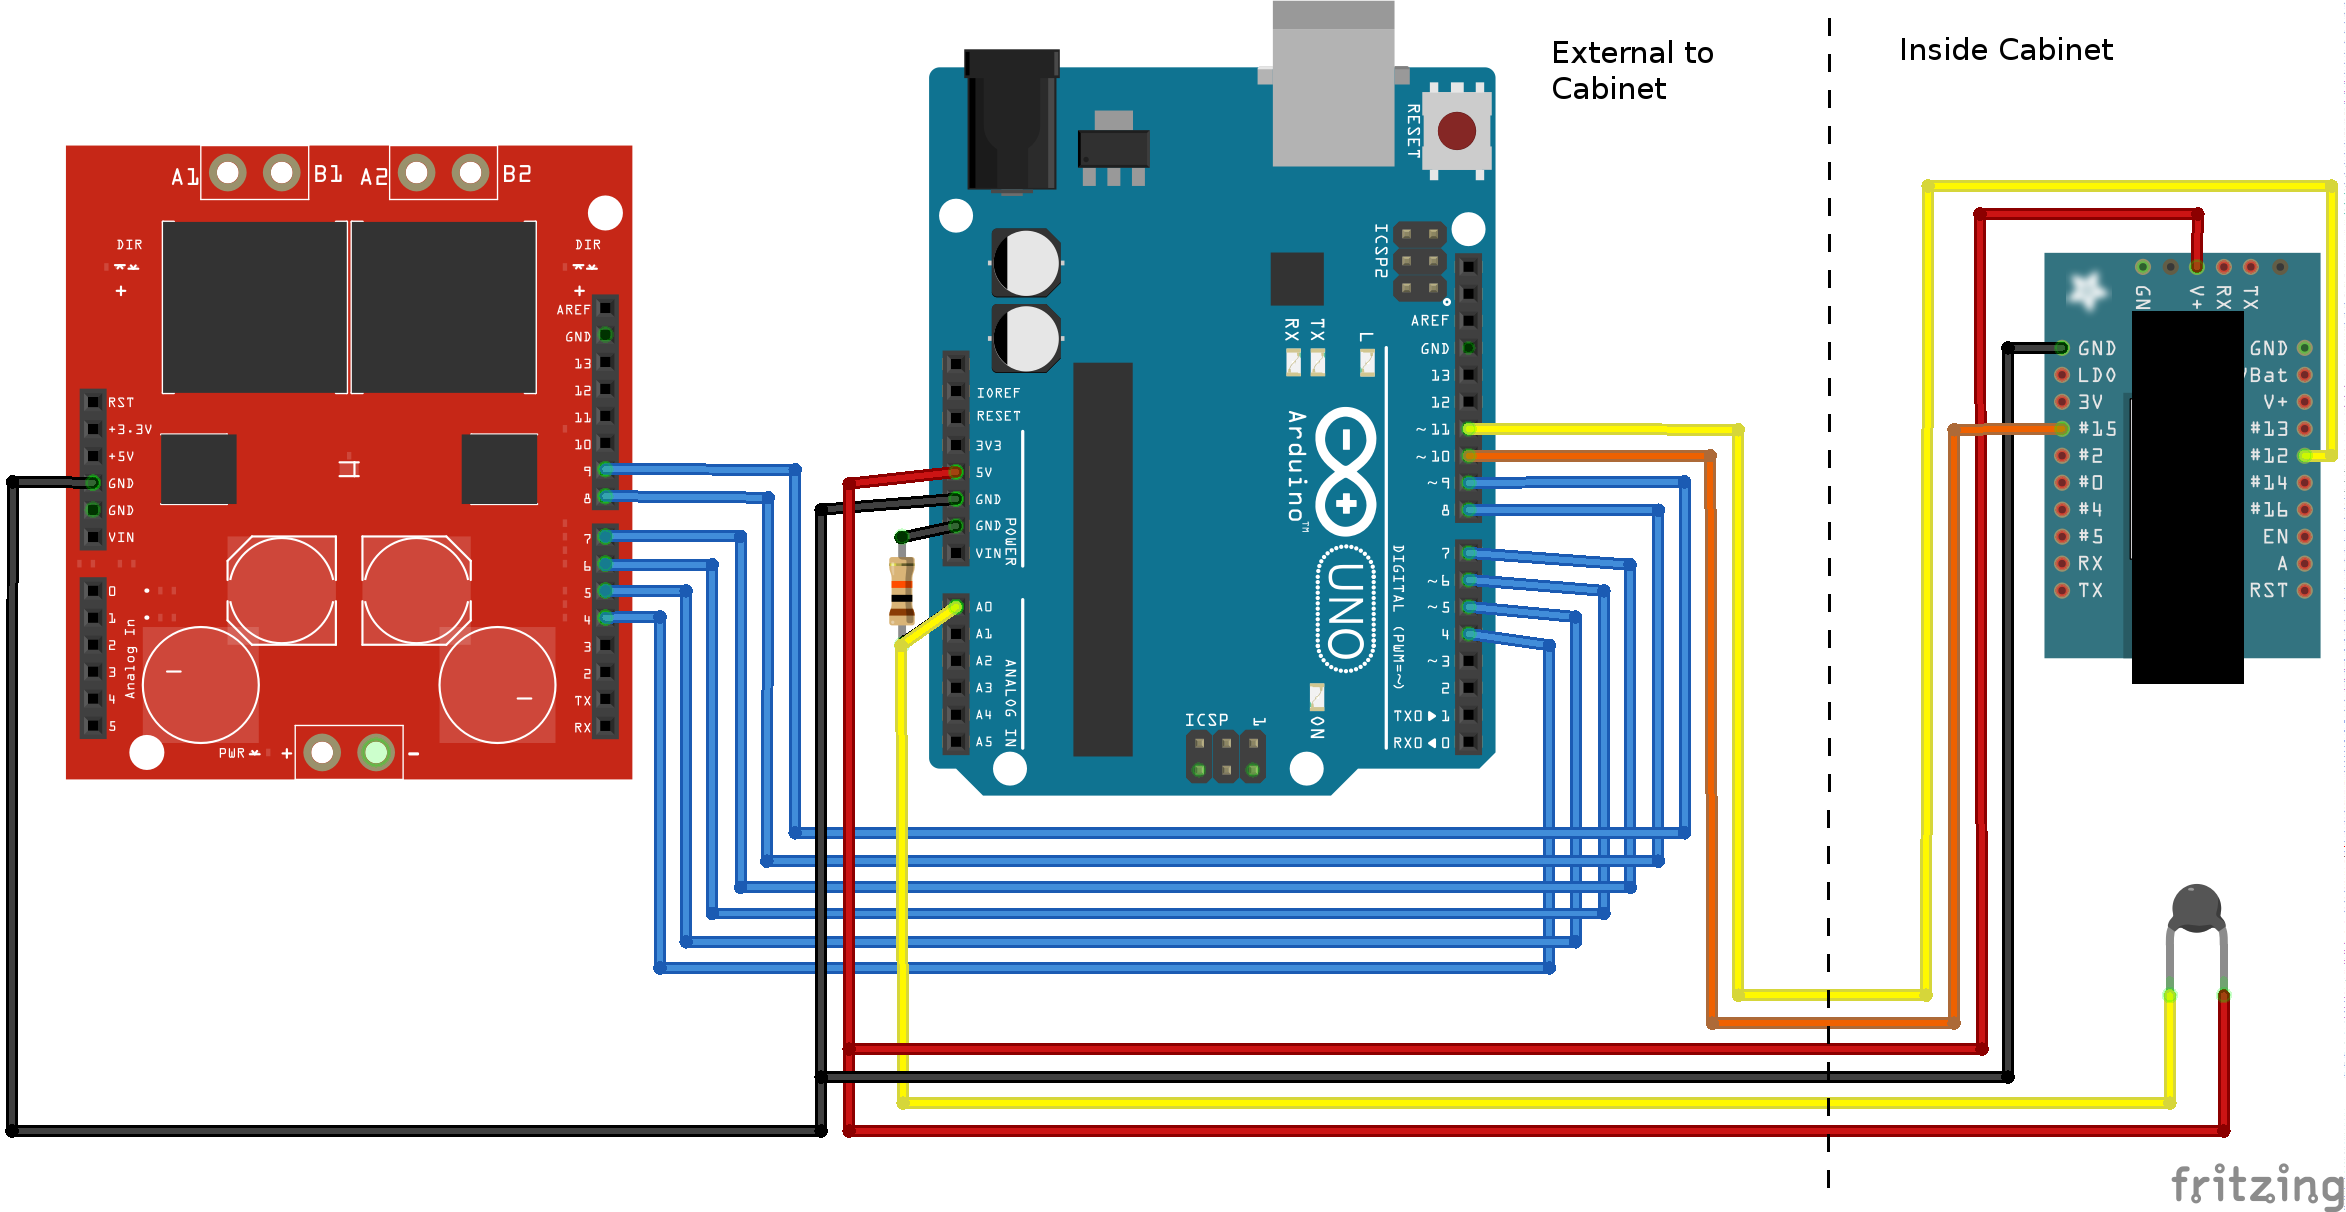 External to
Cabinet
Inside Cabinet
A1
B1
A2
B2
DIR
+
DIR
+
AREF
GND
13
12
11
10
9
8
7
6
5
4
3
2
TX
RX
RST
+3.3V
+5V
GND
GND
VIN
0
1
2
3
4
5
Analog In
PWR
+
-
RESET
ICSP2
RX
TX
L
AREF
GND
13
12
~11
~10
~9
8
7
~6
~5
4
~3
2
TX0▶1
RX0◀0
DIGITAL (PWM=~)
IOREF
RESET
3V3
5V
GND
GND
VIN
POWER
A0
A1
A2
A3
A4
A5
ANALOG IN
Arduino™
UNO
ON
ICSP
1
GN
V+
RX
TX
GND
LDO
3V
#15
#2
#0
#4
#5
RX
TX
GND
VBat
V+
#13
#12
#14
#16
EN
A
RST
fritzing